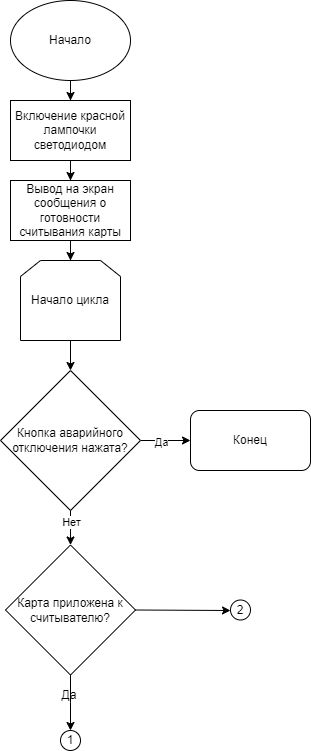 Начало
Включение красной
лампочки
светодиодом
Вывод на экран
сообщения о
готовности
считывания карты
Начало цикла
Кнопка аварийного
отключения нажата?
Да
Конец
Нет
Карта приложена к
считывателю?
2
Да
1